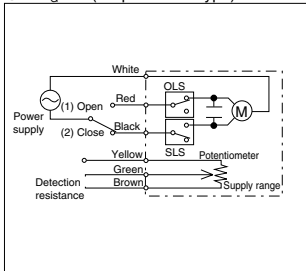 White
OLS
(1) Open
Red
M
Power
supply
(2) Close
Black
SLS
Yellow
Potentiometer
Green
Detection
resistance
Brown
Supply range